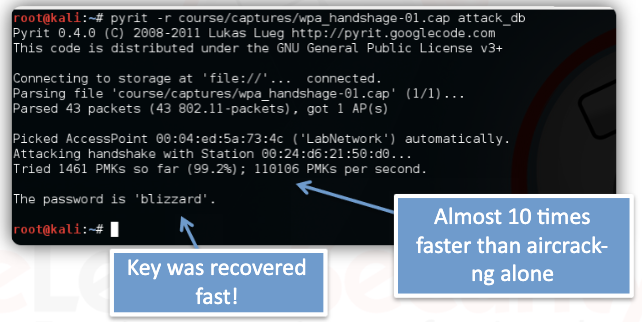 root@kali:~# pyrit -r course/captures/wpa_handshage-01.cap attack_db
Pyrit 0.4.0 (C) 2008-2011 Lukas Lueg http://pyrit.googlecode.com
This code is distributed under the GNU General Public License v3+
Connecting to storage at 'file://'... connected.
Parsing file 'course/captures/wpa_handshage-01.cap' (1/1)...
Parsed 43 packets (43 802.11-packets), got 1 AP(s)
Picked AccessPoint 00:04:ed:5a:73:4c ('LabNetwork') automatically.
Attacking handshake with Station 00:24:d6:21:50:d0...
Tried 1461 PMKs so far (99.2%); 110106 PMKs per second.
The password is 'blizzard'.
root@kali:~#
Almost 10 times
faster than aircrack-
ng alone
Key was recovered
fast!